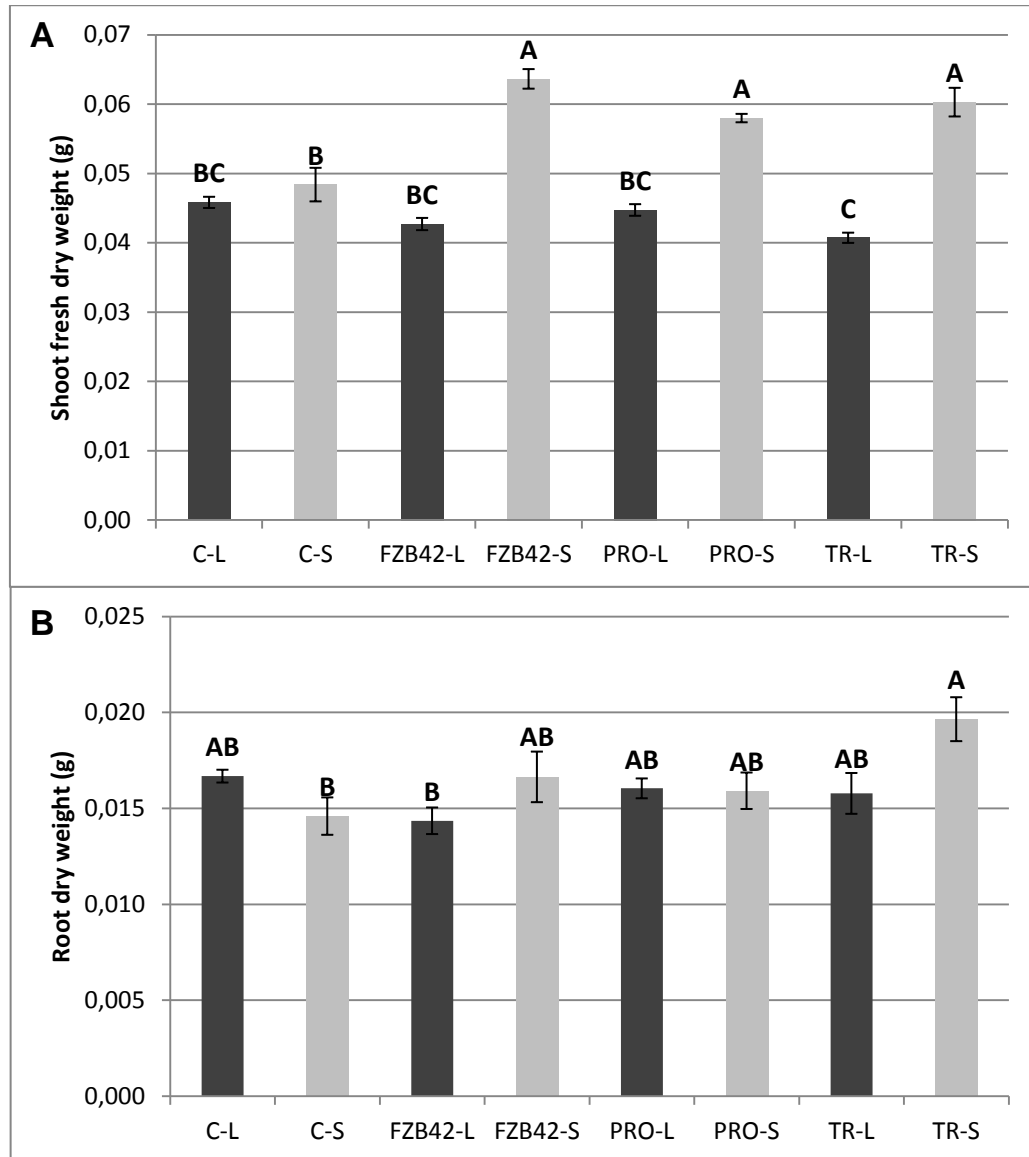 A
Shoot fresh dry weight (g)
0,07
0,06
0,05
0,04
0,03
0,02
0,01
0,00
BC
B
BC
A
BC
A
C
A
C-L C-S FZB42-L FZB42-S PRO-L PRO-S TR-L TR-S
B
Root dry weight (g)
0,025
0,020
0,015
0,010
0,005
0,000
AB
B
B
AB
AB
AB
AB
A
C-L C-S FZB42-L FZB42-S PRO-L PRO-S TR-L TR-S